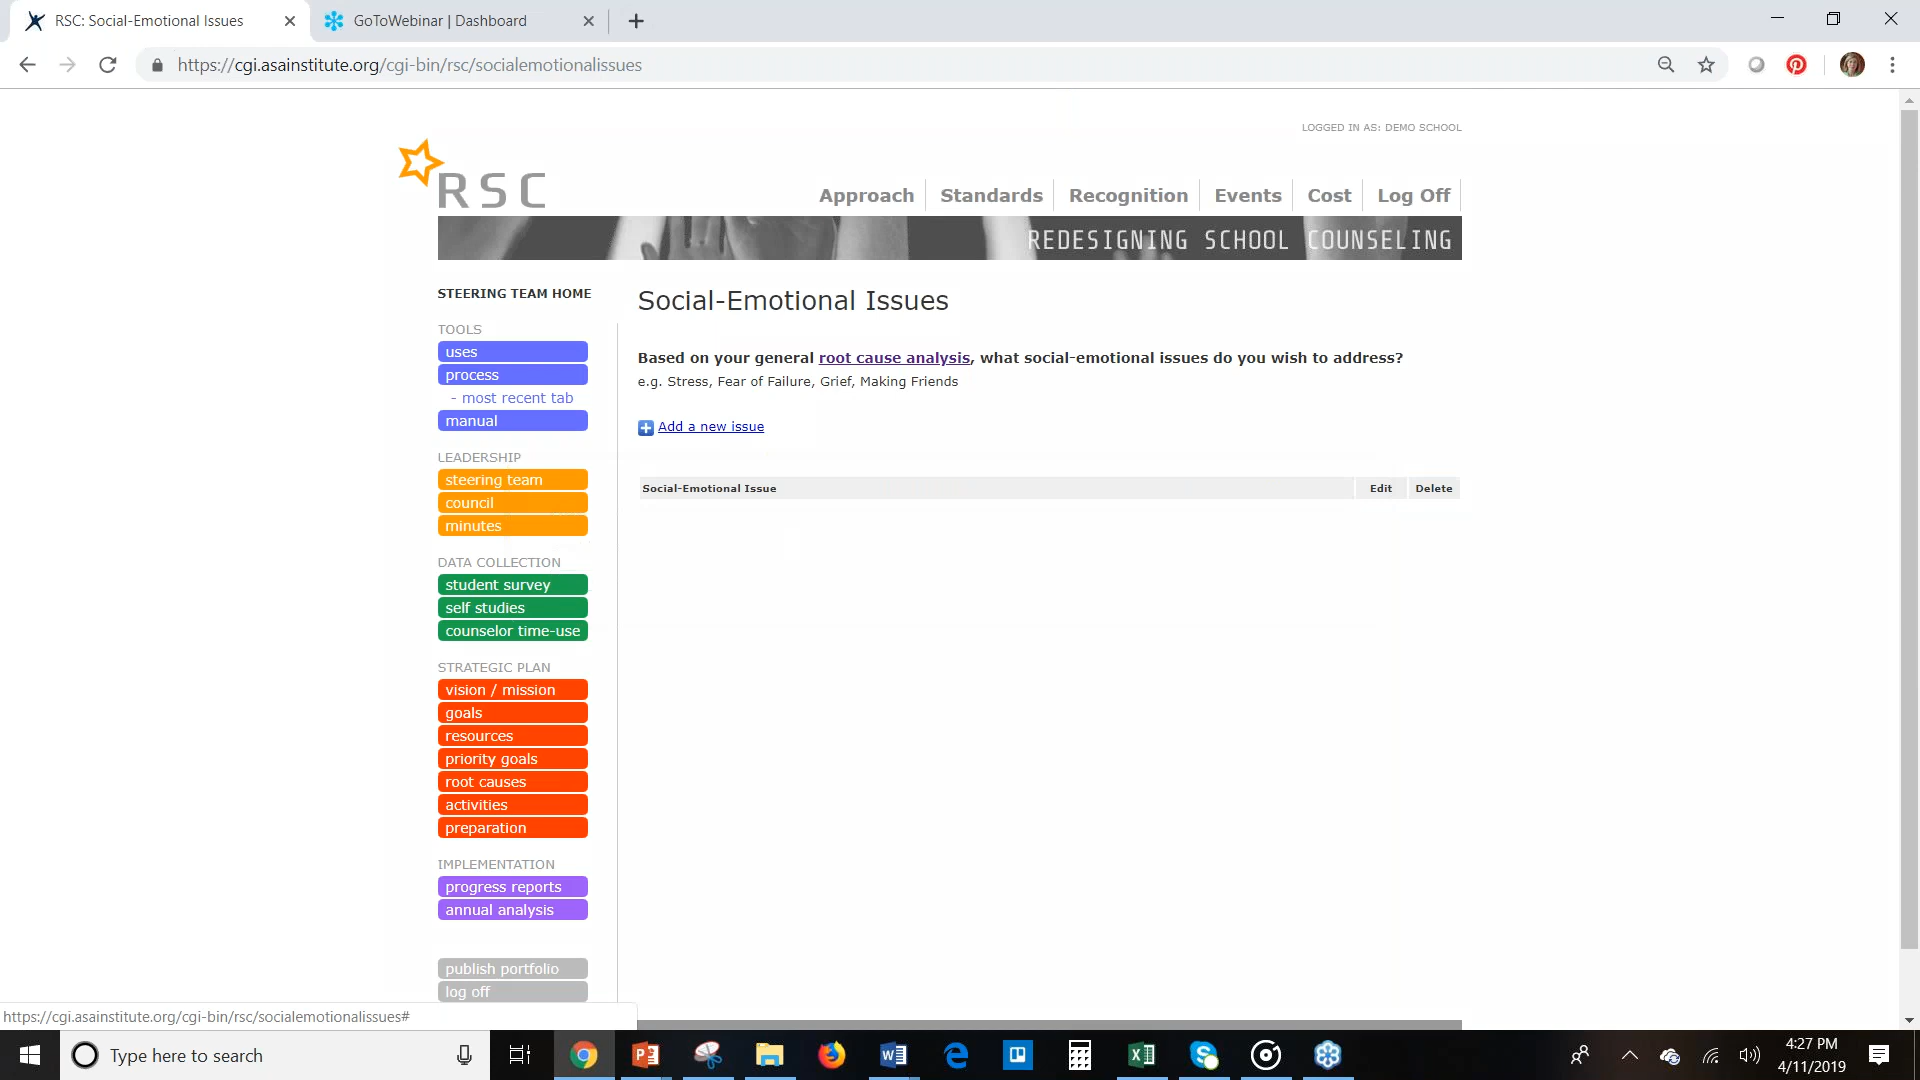 RSC: Social-Emotional Issues
GoToWebinar | Dashboard
https://cgi.asainstitute.org/cgi-bin/rsc/socialemotionalissues
LOGGED IN AS: DEMO SCHOOL
RSC
Approach Standards Recognition Events Cost Log Off
REDESIGNING SCHOOL COUNSELING
STEERING TEAM HOME
TOOLS
uses
process
- most recent tab
manual
LEADERSHIP
steering team
council
minutes
DATA COLLECTION
student survey
self studies
counselor time-use
STRATEGIC PLAN
vision / mission
goals
resources
priority goals
root causes
activities
preparation
IMPLEMENTATION
progress reports
annual analysis
publish portfolio
log off
Social-Emotional Issues
Based on your general root cause analysis, what social-emotional issues do you wish to address?
e.g. Stress, Fear of Failure, Grief, Making Friends
Add a new issue
Social-Emotional Issue Edit Delete
https://cgi.asainstitute.org/cgi-bin/rsc/socialemotionalissues#
Type here to search
4:27 PM
4/11/2019